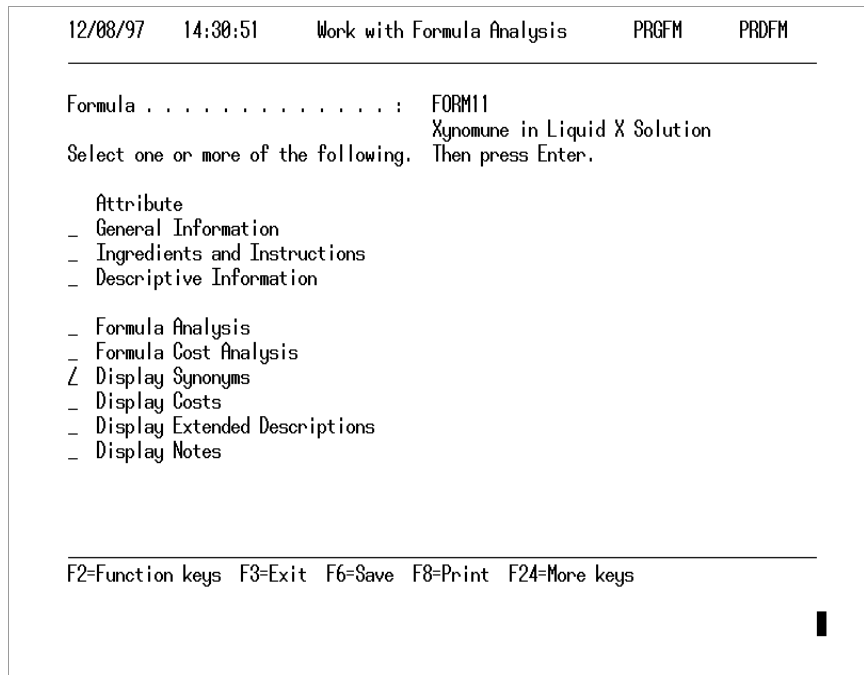 12/08/97 14:30:51 Work with Formula Analysis PRGFM PRDFM
Formula . . . . . . . . . . . . . . : FORM11
Xynomune in Liquid X Solution
Select one or more of the following. Then press Enter.
Attribute
_ General Information
_ Ingredients and Instructions
_ Descriptive Information
_ Formula Analysis
_ Formula Cost Analysis
/ Display Synonyms
_ Display Costs
_ Display Extended Descriptions
_ Display Notes
F2=Function keys F3=Exit F6=Save F8=Print F24=More keys